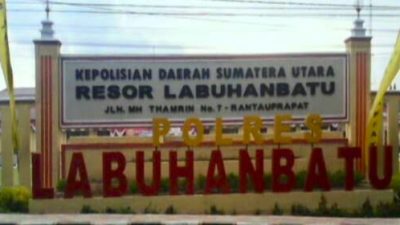 KEPOLISIAN DAERAH SUMATERA UTARA
RESOR LABUHANBATU
JLN. MH THAMRIN No. 7 - RANTAUPRAPAT
POLRES
LABUHANBATU